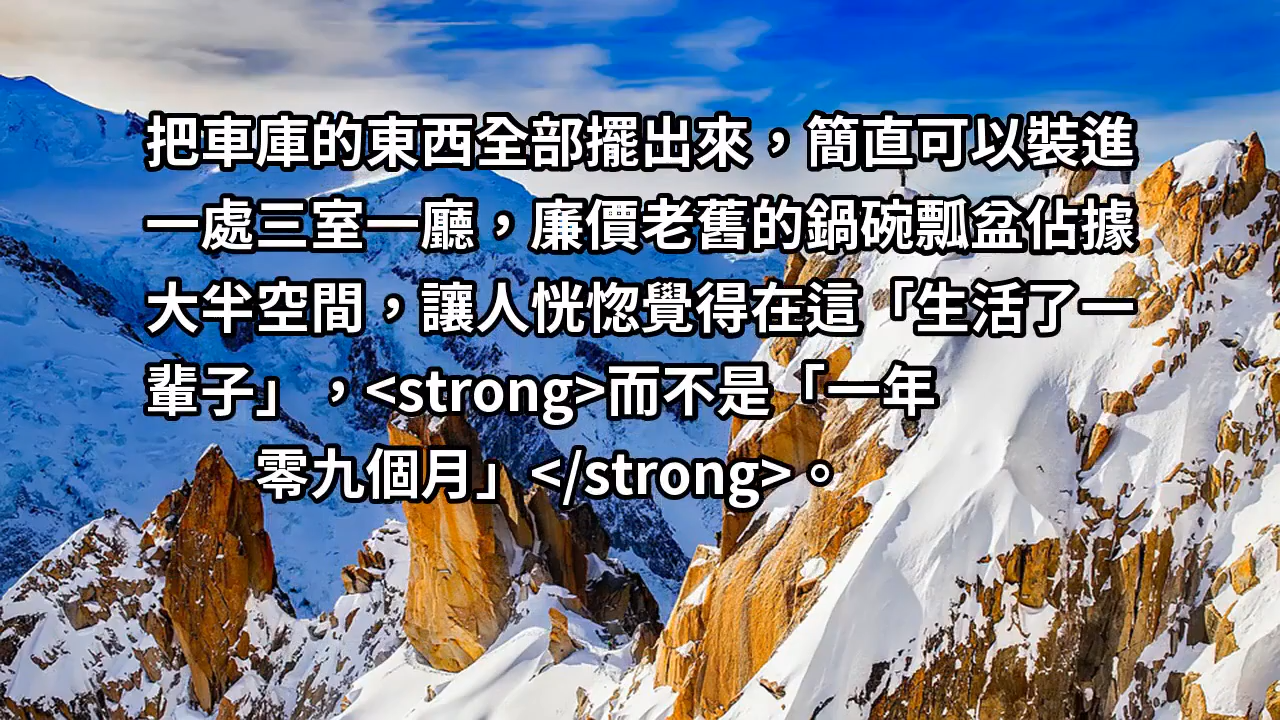 把車庫的東西全部擺出來，簡直可以裝進
一處三室一廳，廉價老舊的鍋碗瓢盆佔據
大半空間，讓人恍惚覺得在這「生活了一
輩子」，<strong>而不是「一年
零九個月」</strong>。